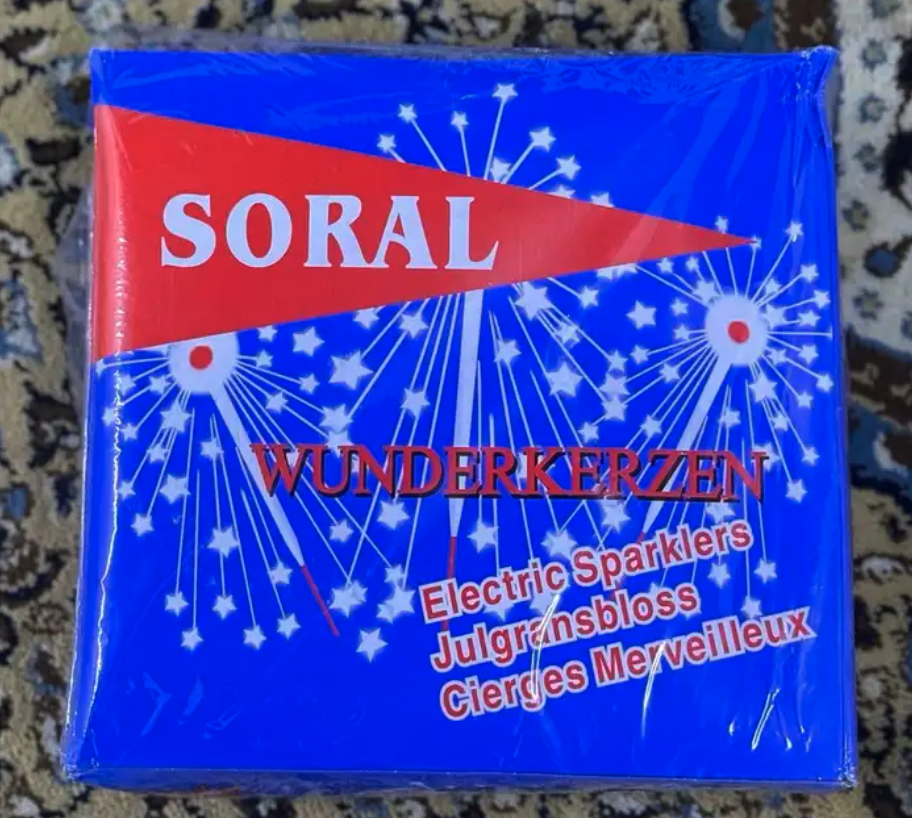 SORAL
WUNDERKERZEN
Electric Sparklers
Julgransbloss
Cierges Merveilleux